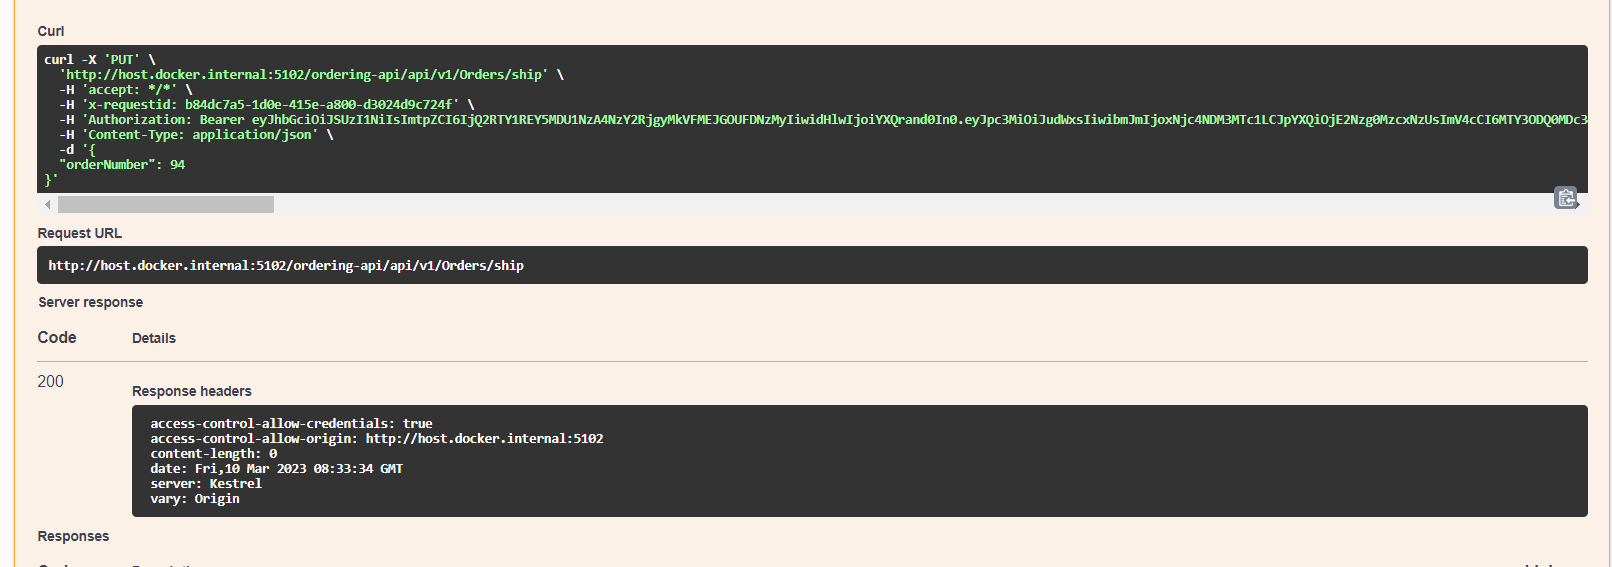 Curl
curl -X 'PUT' \
'http://host.docker.internal:5102/ordering-api/api/v1/Orders/ship' \
-H 'accept: */*' \
-H 'x-requestid: b84dc7a5-1d0e-415e-a800-d3024d9c724f' \
-H 'Authorization: Bearer eyJhbGciOiJSUzI1NiIsImtpZCI6IjQ2RTY1REY5MDU1NzA4NzY2RjgyMkVFMEJGOUFDNzMyIiwidHlwIjoiYXQrand0In0.eyJpc3MiOiJudWxsIiwibmJmIjoxNjc4NDM3MTc1LCJpYXQiOjE2Nzg0MzcxNzUsImV4cCI6MTY3ODQ0MDc3
-H 'Content-Type: application/json' \
-d '{
"orderNumber": 94
}'
Request URL
http://host.docker.internal:5102/ordering-api/api/v1/Orders/ship
Server response
Code Details
200
Response headers
access-control-allow-credentials: true
access-control-allow-origin: http://host.docker.internal:5102
content-length: 0
date: Fri,10 Mar 2023 08:33:34 GMT
server: Kestrel
vary: Origin
Responses